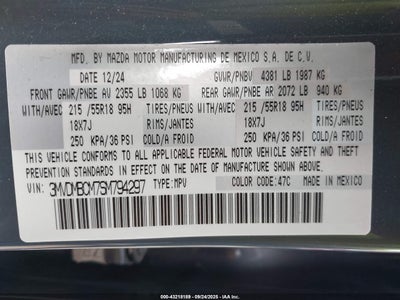 MFD. BY MAZDA MOTOR MANUFACTURING DE MEXICO S.A. DE C.V.
12/24 GVWR/PNBV 4381 LB 1987 KG
FRONT GAWR/PNBE AV 2355 LB 1068 KG REAR GAWR/PNBE AR 2072 LB 940 KG
WITH/AVEC 215 /55R18 95H TIRES/PNEUS WITH/AVEC 215 /55R18 95H TIRES/PNEUS
18X7J RIMS/JANTES 18X7J RIMS/JANTES
250 KPA/36 PSI COLD/A FROID 250 KPA/36 PSI COLD/A FROID
THIS VEHICLE CONFORMS TO ALL APPLICABLE FEDERAL MOTOR VEHICLE SAFETY, THEFT
PREVENTION STANDARDS IN EFFECT ON THE DATE OF MANUFACTURE SHOWN ABOVE.
VIN: 3MVDMBCM7SM794297 TYPE:MPV COLOR CODE:47C MADE IN MEXICO
#000-43218189 - 09/24/2025 - IAA Inc.